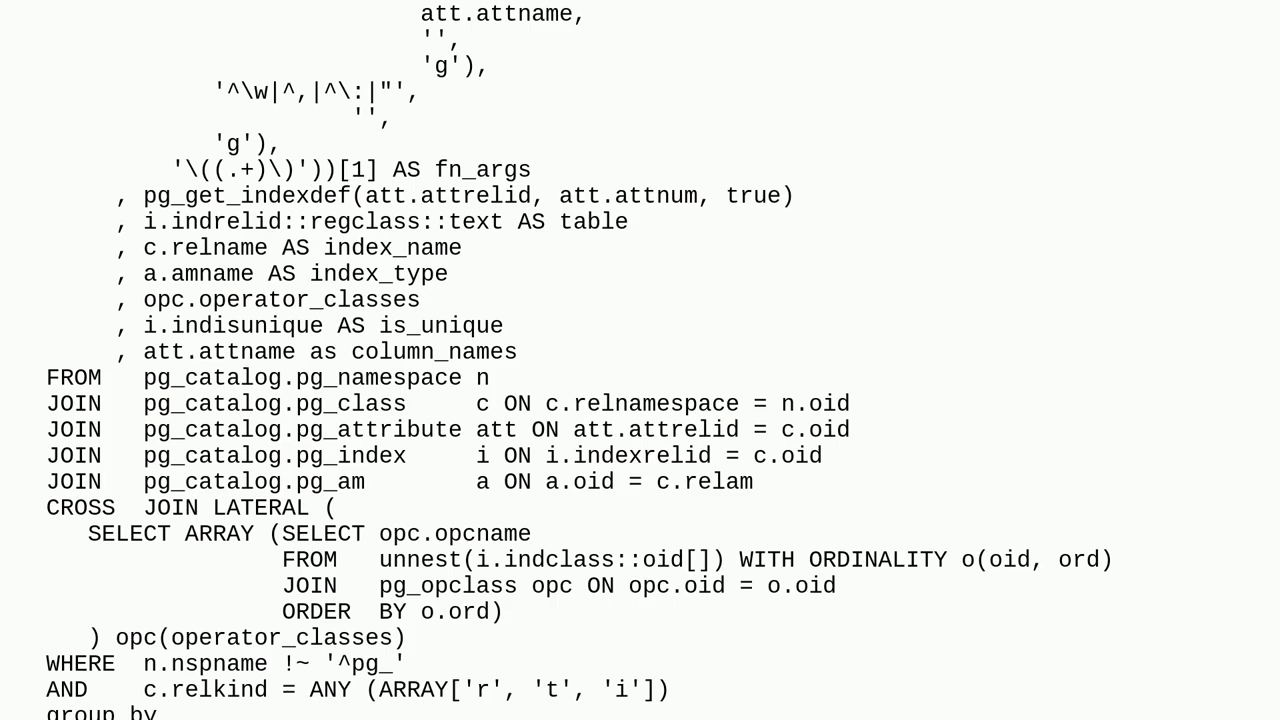 att.attname,
'',
'g'),
'^\w|^,|^\:|"',
'',
'g'),
'\((.+)\)'))[1] AS fn_args
, pg_get_indexdef(att.attrelid, att.attnum, true)
, i.indrelid::regclass::text AS table
, c.relname AS index_name
, a.amname AS index_type
, opc.operator_classes
, i.indisunique AS is_unique
, att.attname as column_names
FROM pg_catalog.pg_namespace n
JOIN pg_catalog.pg_class c ON c.relnamespace = n.oid
JOIN pg_catalog.pg_attribute att ON att.attrelid = c.oid
JOIN pg_catalog.pg_index i ON i.indexrelid = c.oid
JOIN pg_catalog.pg_am a ON a.oid = c.relam
CROSS JOIN LATERAL (
SELECT ARRAY (SELECT opc.opcname
FROM unnest(i.indclass::oid[]) WITH ORDINALITY o(oid, ord)
JOIN pg_opclass opc ON opc.oid = o.oid
ORDER BY o.ord)
) opc(operator_classes)
WHERE n.nspname !~ '^pg_'
AND c.relkind = ANY (ARRAY['r', 't', 'i'])
group by